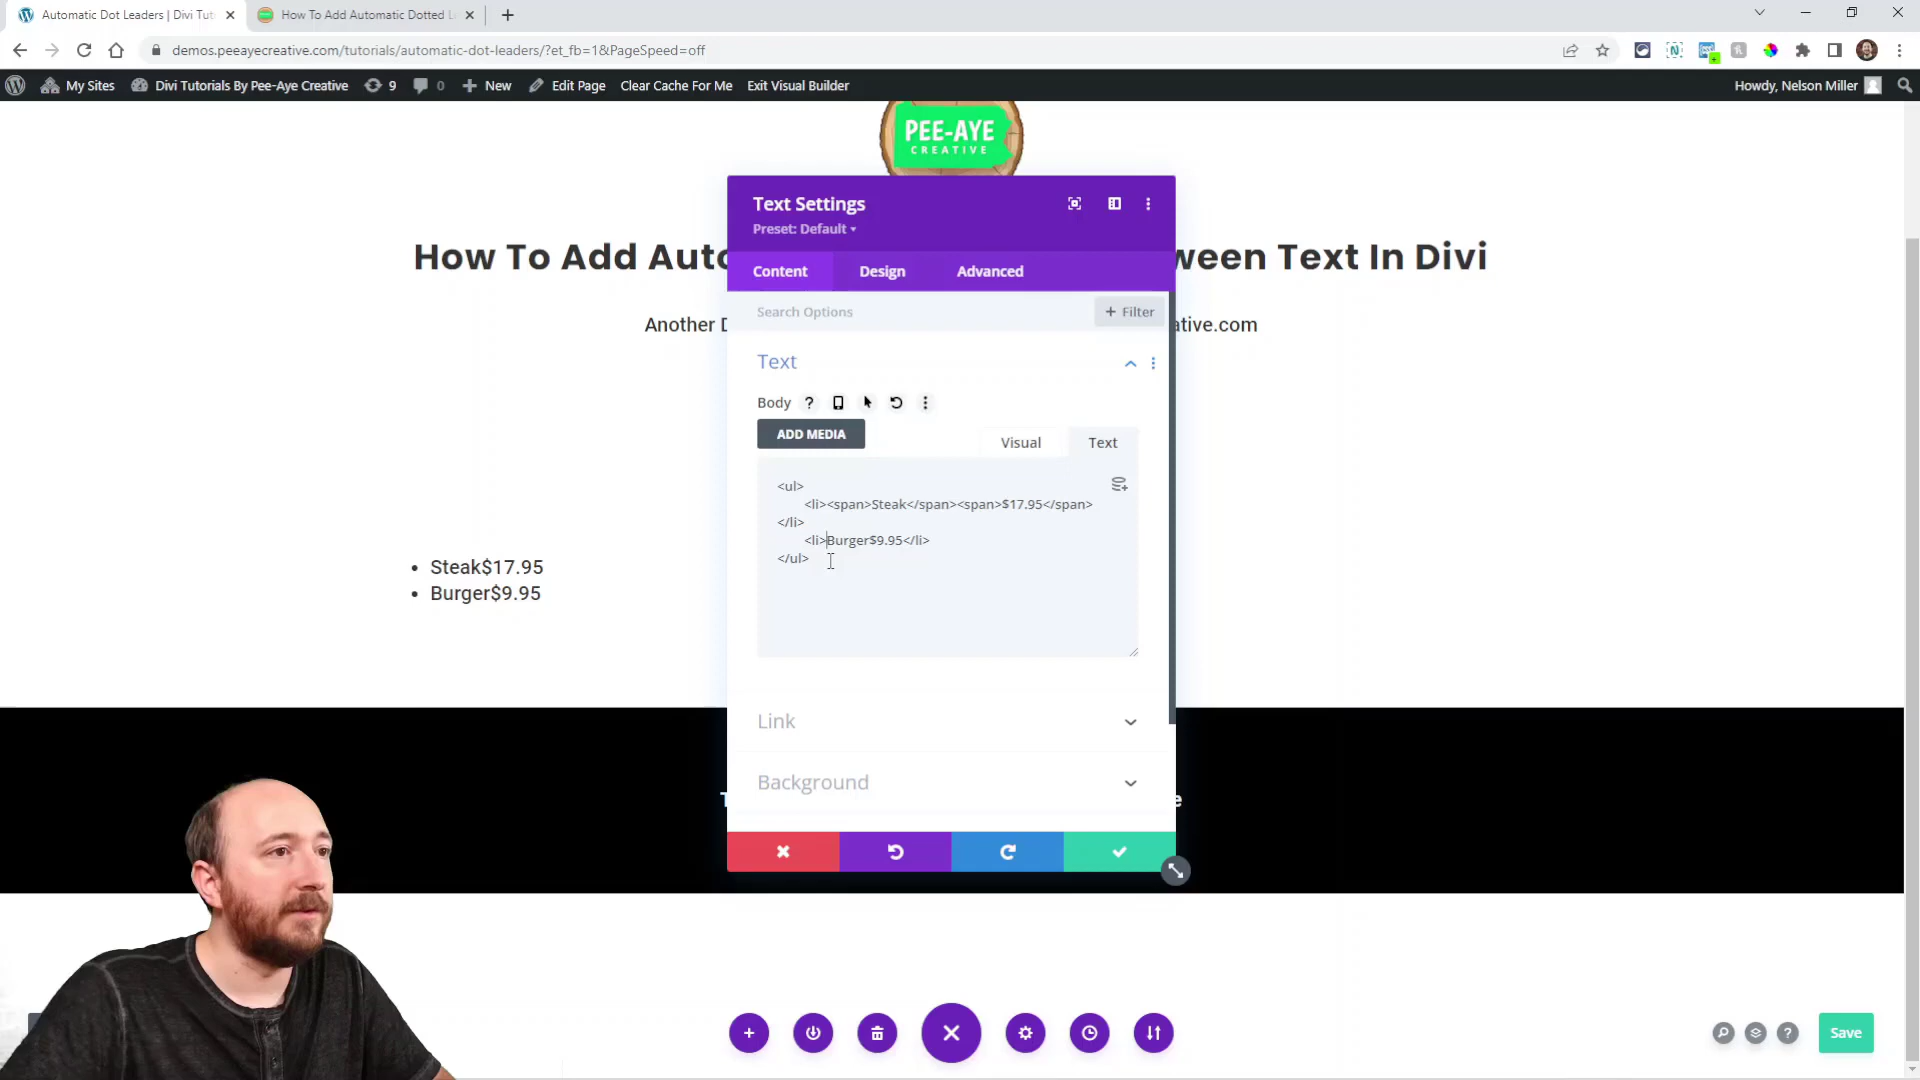 Automatic Dot Leaders | Divi Tut
How To Add Automatic Dotted L
demos.peeayecreative.com/tutorials/automatic-dot-leaders/?et_fb=1&PageSpeed=off
My Sites
Divi Tutorials By Pee-Aye Creative
9
0
New
Edit Page
Clear Cache For Me
Exit Visual Builder
Howdy, Nelson Miller
PEE-AYE
CREATIVE
Text Settings
Preset: Default
How To Add Auto
ween Text In Divi
Content
Design
Advanced
Search Options
+ Filter
Another D
ative.com
Text
Body
?
ADD MEDIA
Visual
Text
<ul>
<li><span>Steak</span><span>$17.95</span>
</li>
<li>Burger$9.95</li>
</ul>
• Steak$17.95
• Burger$9.95
Link
Background
T
e
?
Save